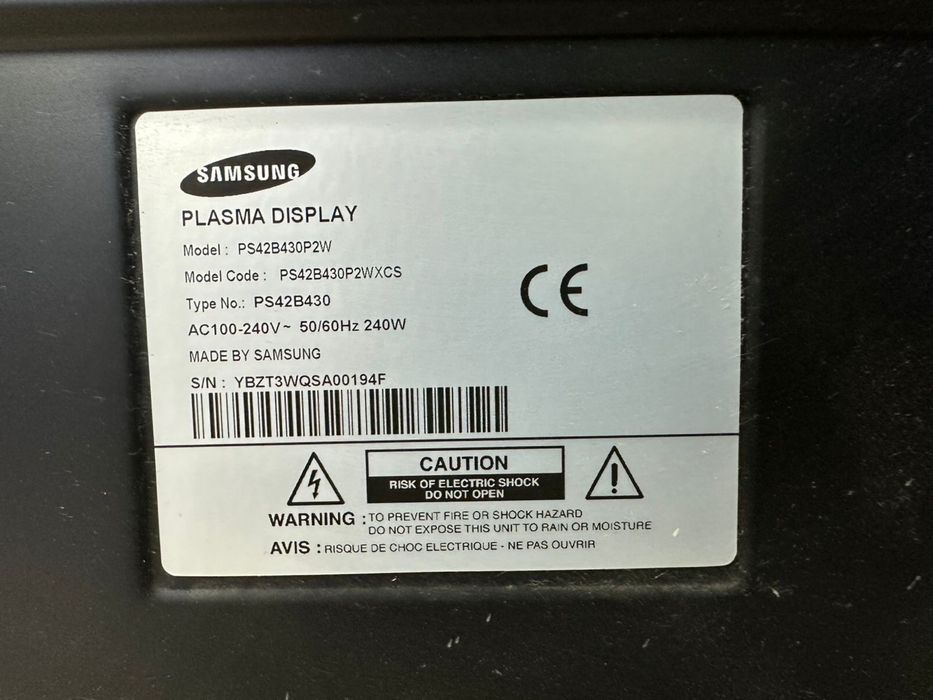 SAMSUNG
PLASMA DISPLAY
Model : PS42B430P2W
Model Code : PS42B430P2WXCS
Type No.: PS42B430
AC100-240V~ 50/60Hz 240W
MADE BY SAMSUNG
S/N : YBZT3WQSA00194F
CE
CAUTION
RISK OF ELECTRIC SHOCK
DO NOT OPEN
WARNING : TO PREVENT FIRE OR SHOCK HAZARD
DO NOT EXPOSE THIS UNIT TO RAIN OR MOISTURE
AVIS : RISQUE DE CHOC ELECTRIQUE - NE PAS OUVRIR